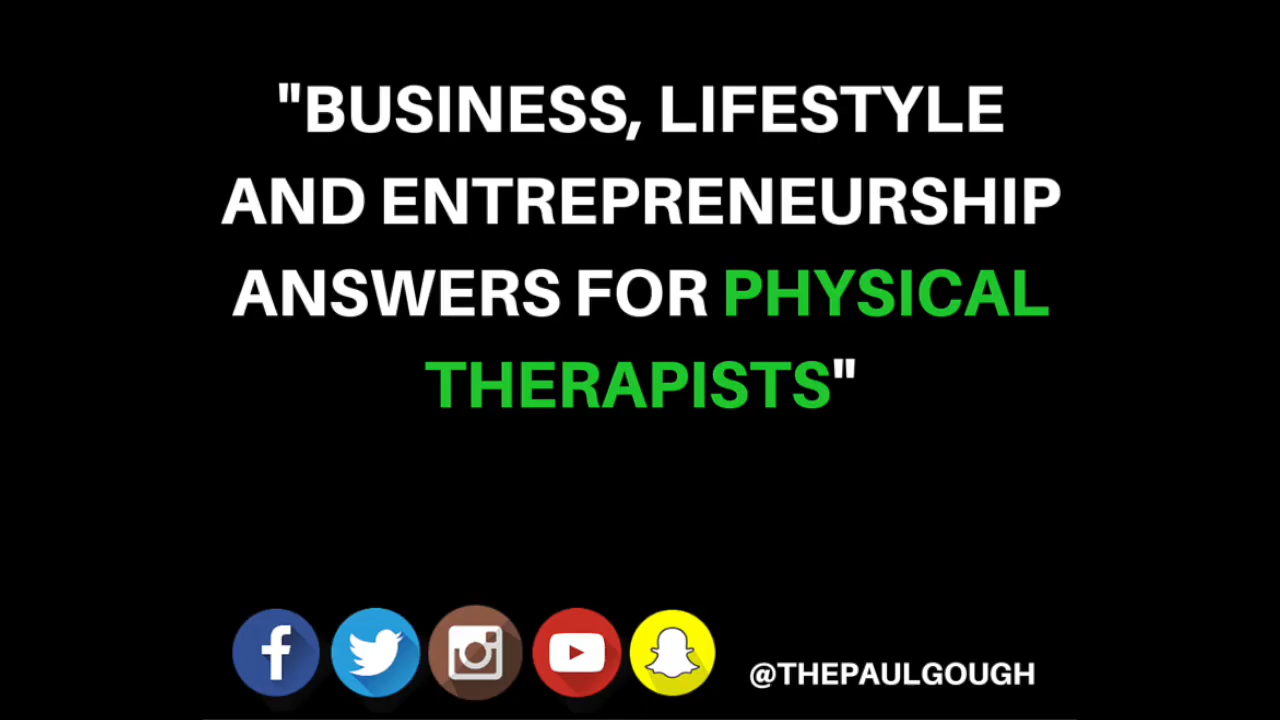 "BUSINESS, LIFESTYLE
AND ENTREPRENEURSHIP
ANSWERS FOR PHYSICAL
THERAPISTS"
@THEPAULGOUGH